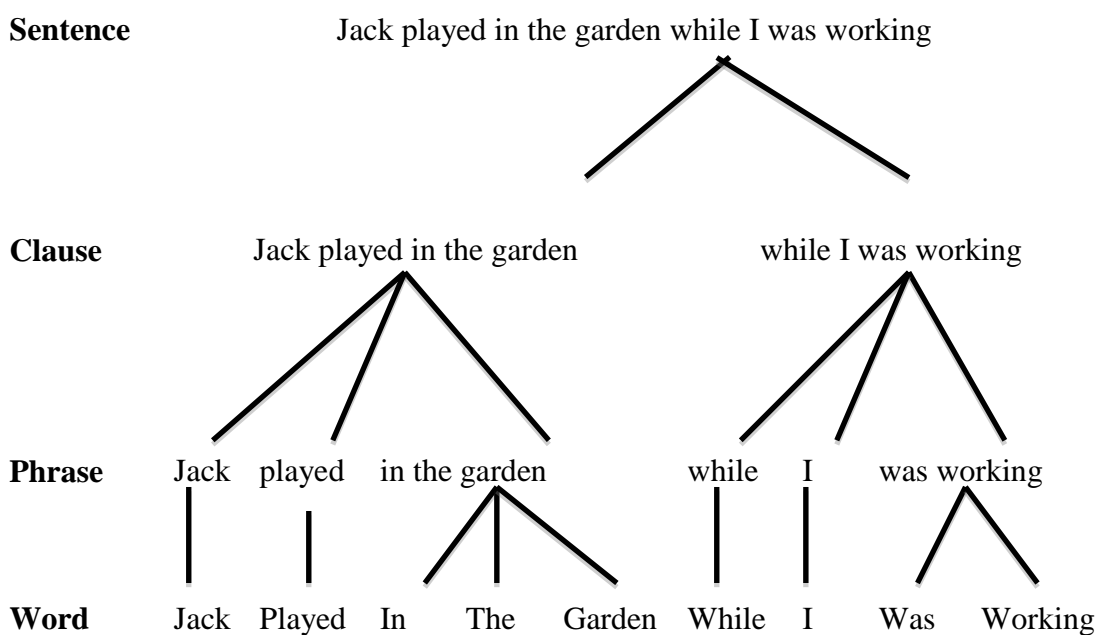 Sentence Jack played in the garden while I was working
Clause Jack played in the garden while I was working
Phrase Jack played in the garden while I was working
Word Jack Played In The Garden While I Was Working